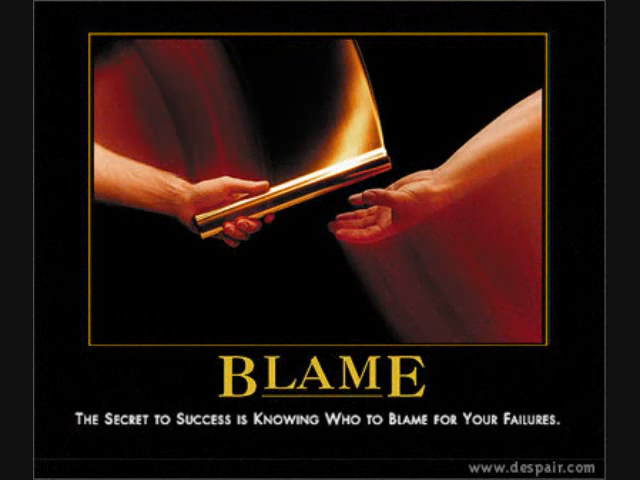 BLAME
THE SECRET TO SUCCESS IS KNOWING WHO TO BLAME FOR YOUR FAILURES.
www.despair.com